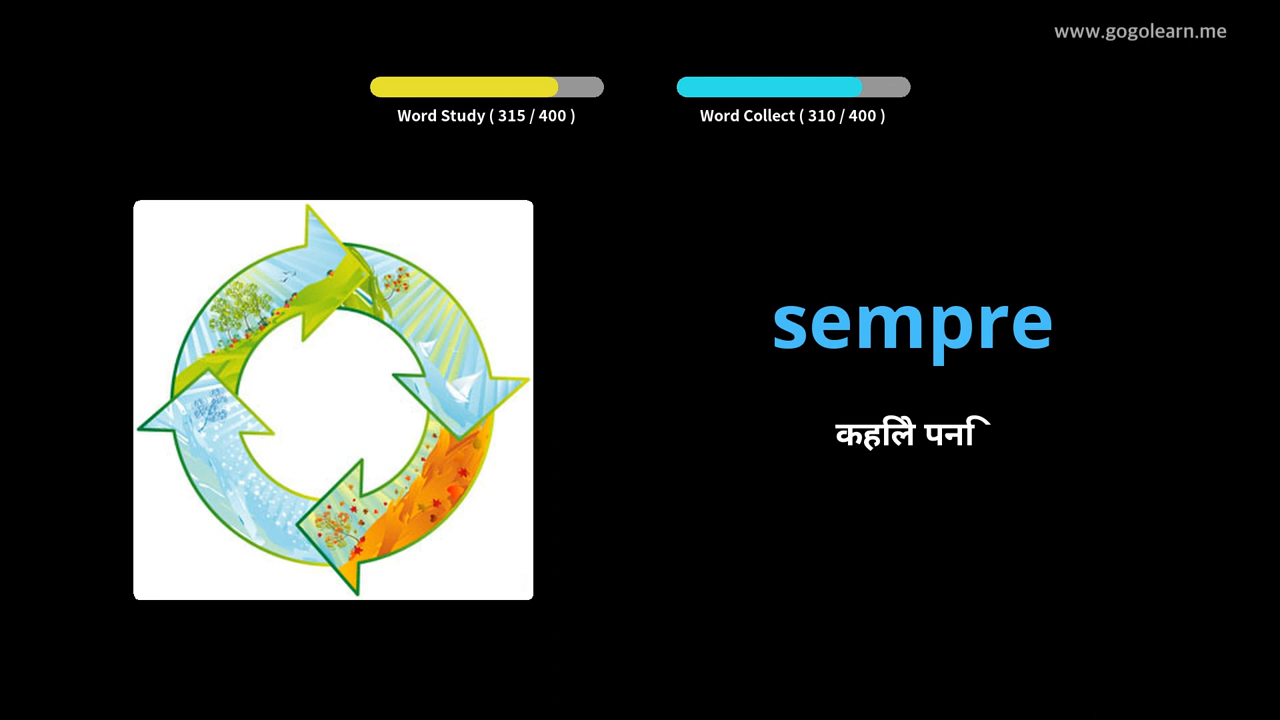 www.gogolearn.me
Word Study ( 315 / 400 )
Word Collect ( 310 / 400 )
sempre
कहिलै पनि